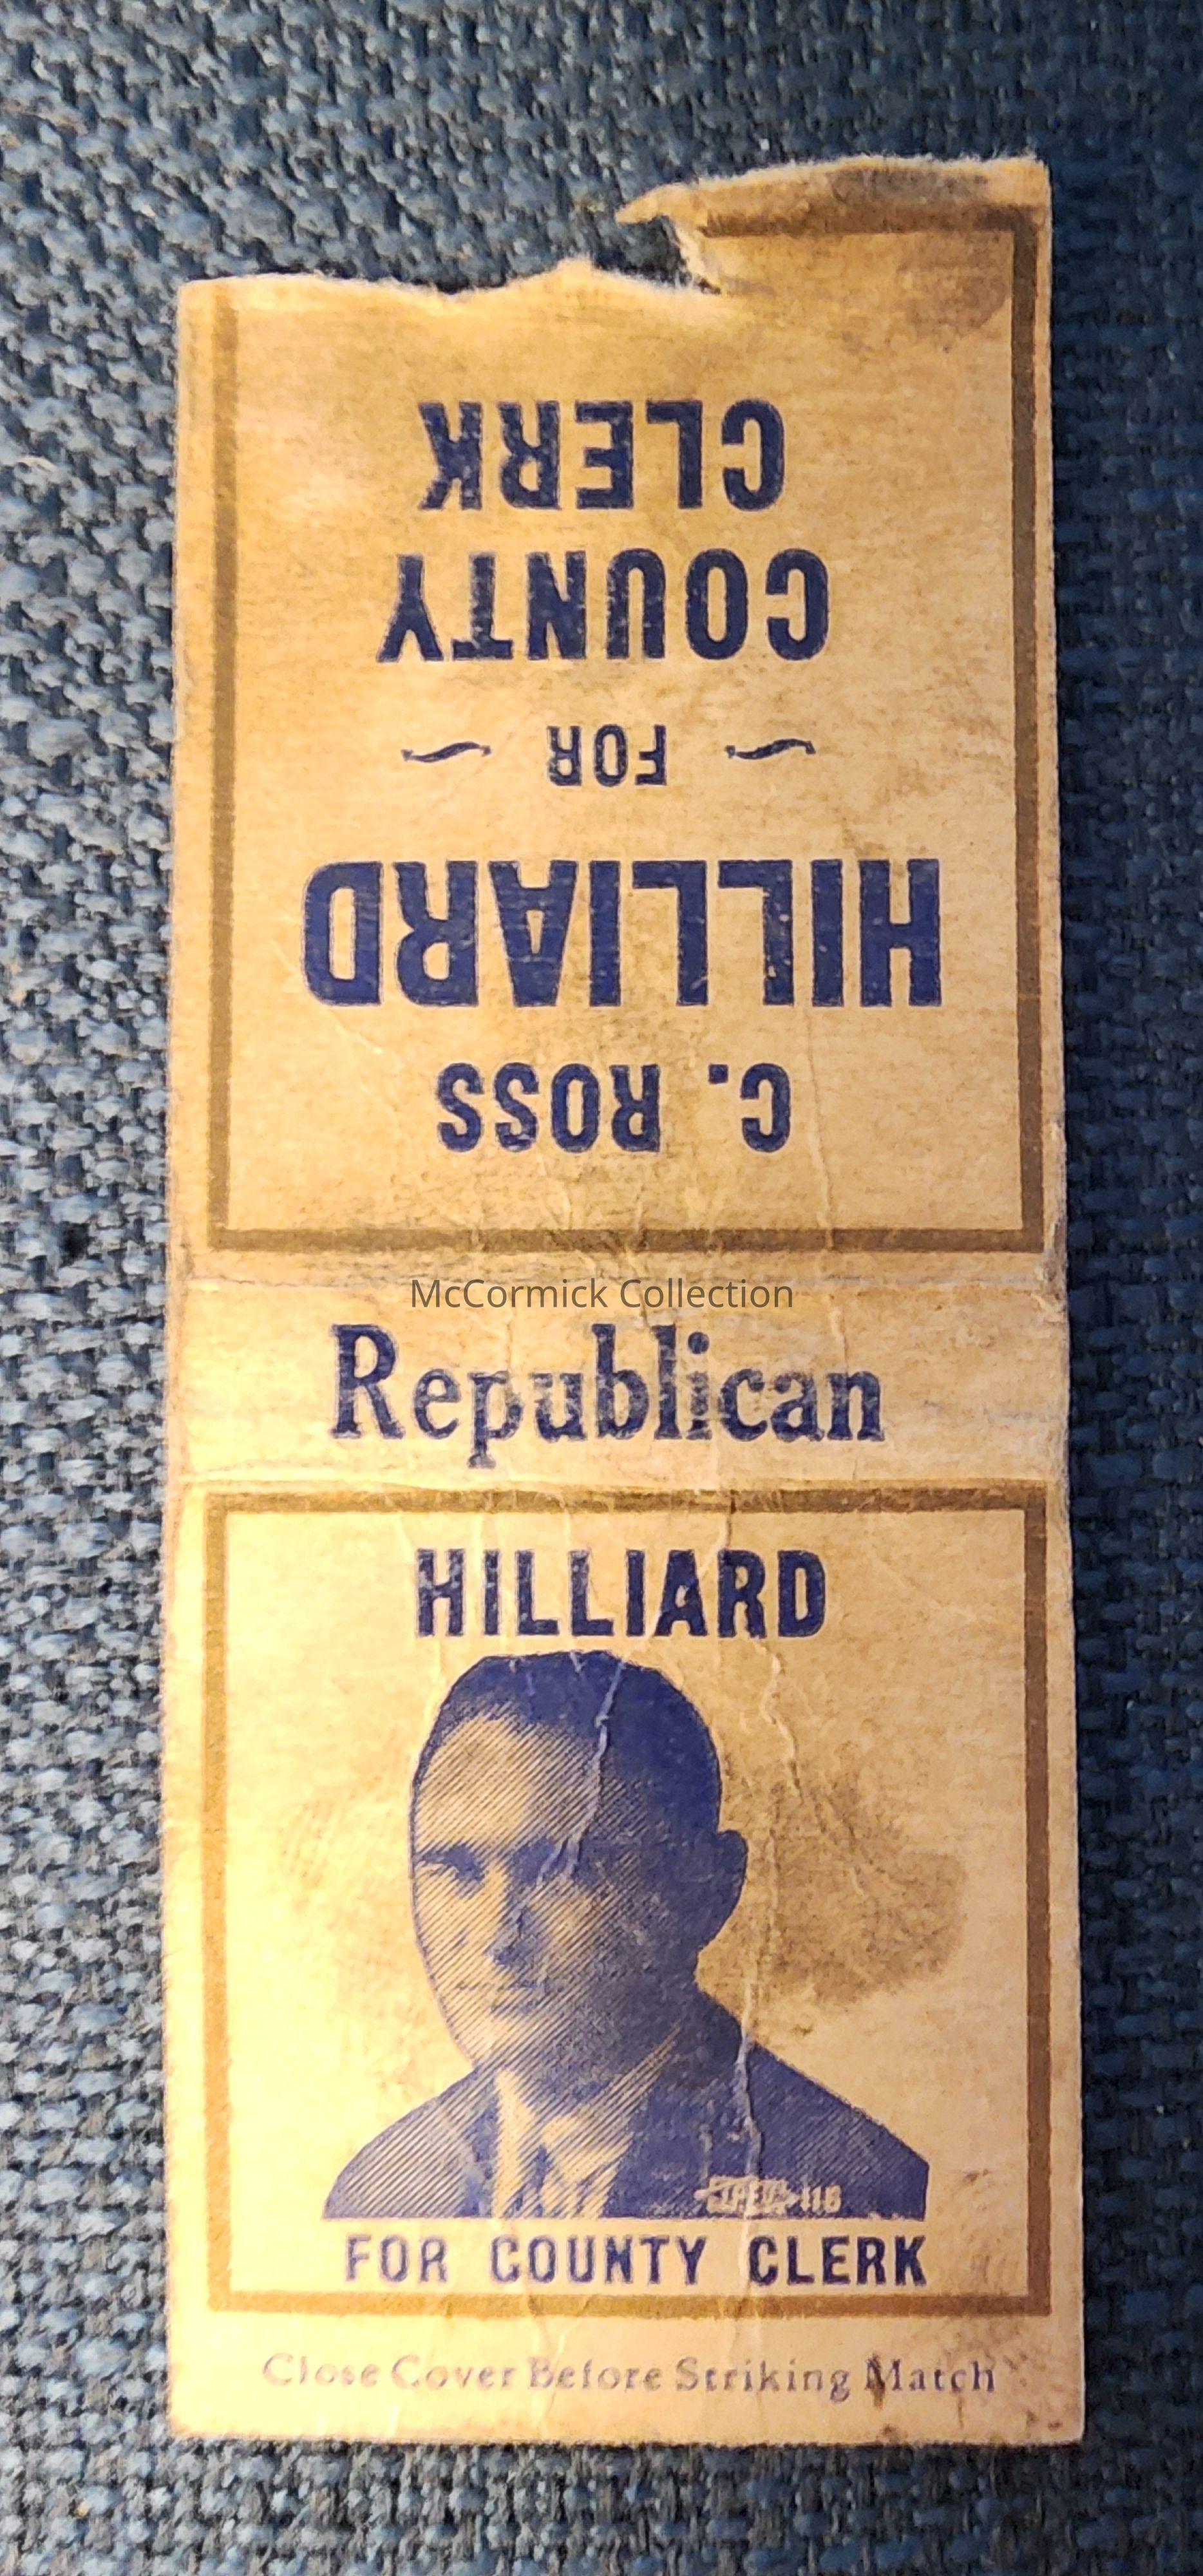 C. ROSS
HILLIARD
~ FOR ~
COUNTY
CLERK
McCormick Collection
Republican
HILLIARD
FOR COUNTY CLERK
Close Cover Before Striking Match